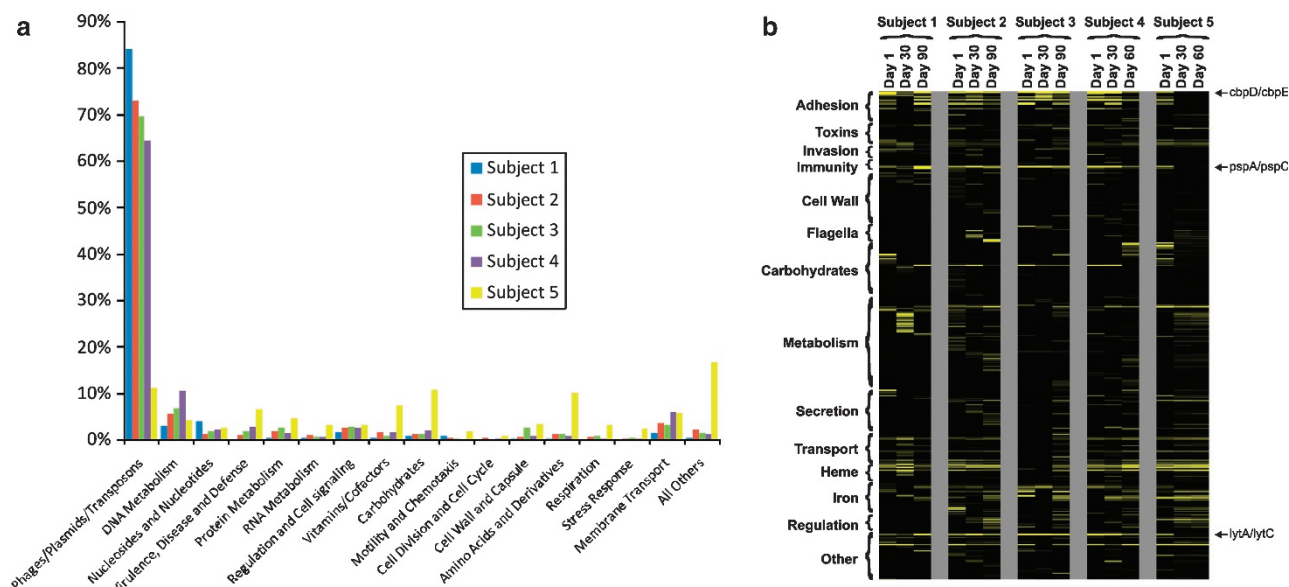 a
90%
80%
70%
60%
50%
40%
30%
20%
10%
0%
Subject 1
Subject 2
Subject 3
Subject 4
Subject 5
Phages/Plasmids/Transposons
DNA Metabolism
Nucleosides and Nucleotides
irulence, Disease and Defense
Protein Metabolism
RNA Metabolism
Regulation and Cell signaling
Vitamins/Cofactors
Carbohydrates
Motility and Chemotaxis
Cell Division and Cell Cycle
Cell Wall and Capsule
Amino Acids and Derivatives
Respiration
Stress Response
Membrane Transport
All Others
b
Subject 1 Subject 2 Subject 3 Subject 4 Subject 5
Day 1 Day 30 Day 90 Day 1 Day 30 Day 90 Day 1 Day 30 Day 90 Day 1 Day 30 Day 60 Day 1 Day 30 Day 60
Adhesion
Toxins
Invasion
Immunity
Cell Wall
Flagella
Carbohydrates
Metabolism
Secretion
Transport
Heme
Iron
Regulation
Other
cbpD/cbpE
pspA/pspC
lytA/lytC